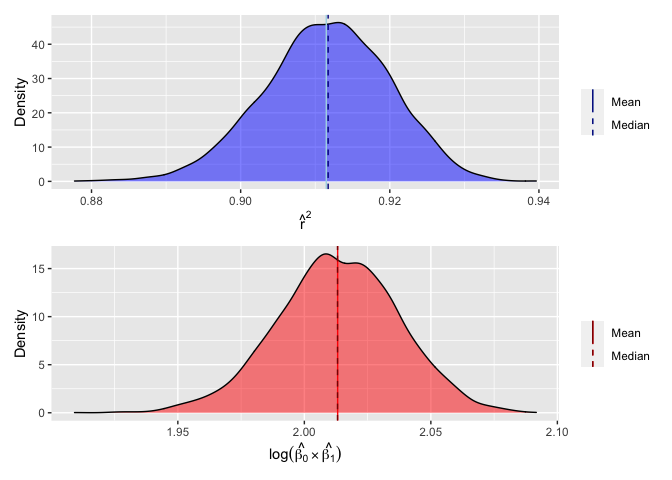 Density
40
30
20
10
0
0.88 0.90 0.92 0.94
r̂²
Mean
Median
Density
15
10
5
0
1.95 2.00 2.05 2.10
log(β̂₀ × β̂₁)
Mean
Median